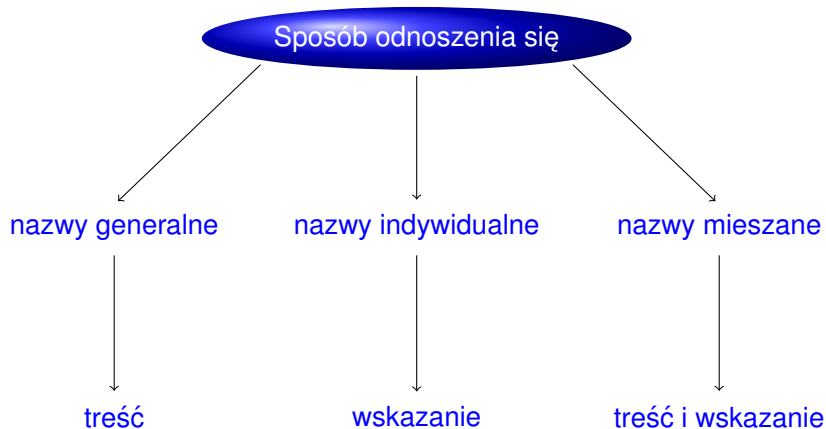 Sposób odnoszenia się
nazwy generalne
nazwy indywidualne
nazwy mieszane
treść
wskazanie
treść i wskazanie